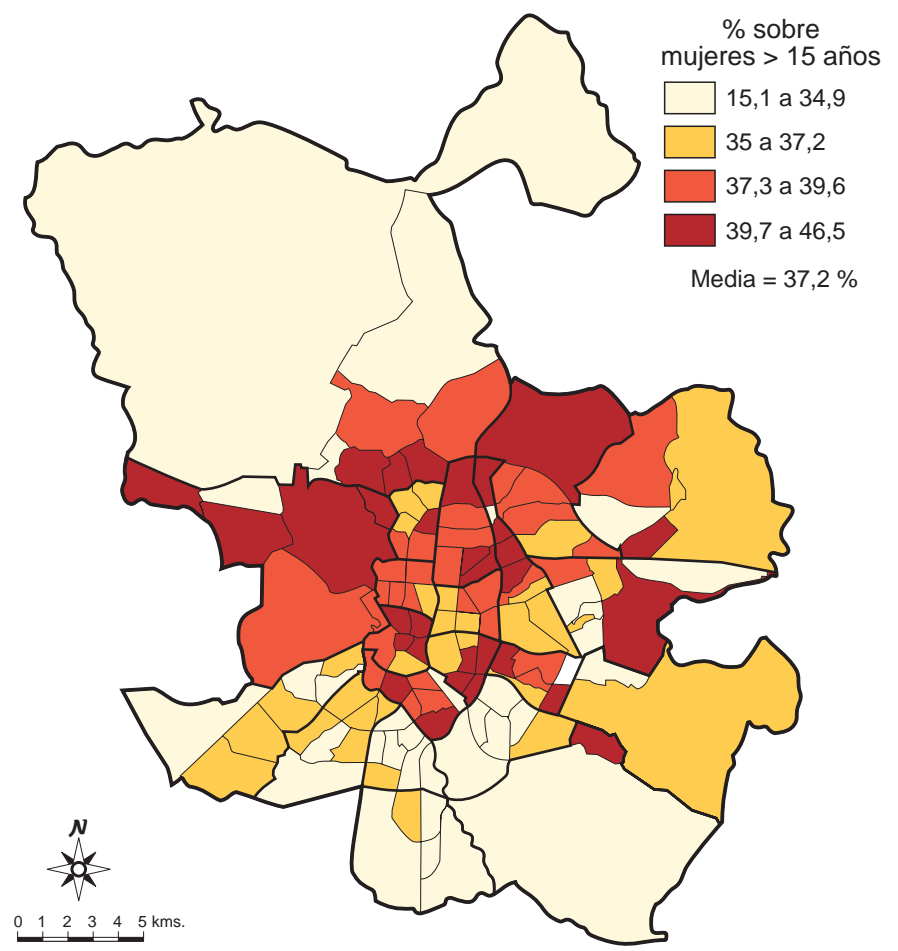 % sobre
mujeres > 15 años
15,1 a 34,9
35 a 37,2
37,3 a 39,6
39,7 a 46,5
Media = 37,2 %
N
0 1 2 3 4 5 kms.